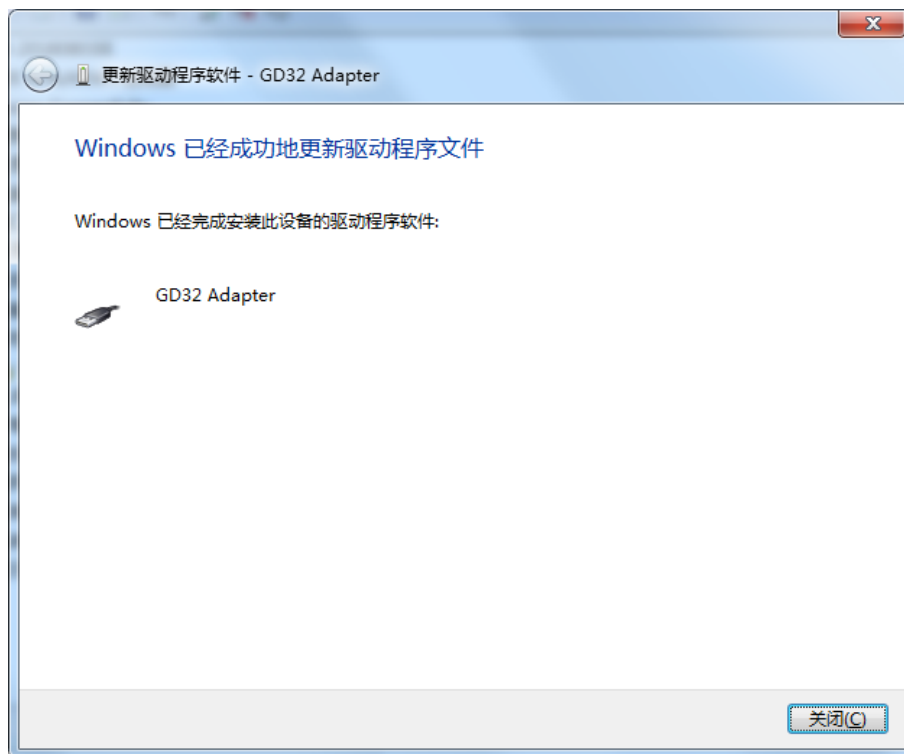 更新驱动程序软件 - GD32 Adapter
Windows 已经成功地更新驱动程序文件
Windows 已经完成安装此设备的驱动程序软件:
GD32 Adapter
关闭(C)